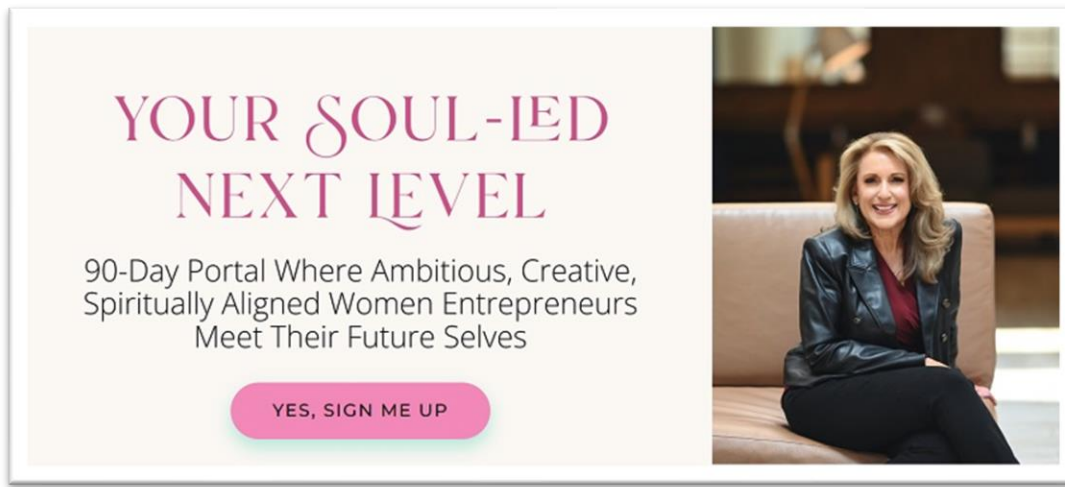 YOUR SOUL-LED
NEXT LEVEL
90-Day Portal Where Ambitious, Creative,
Spiritually Aligned Women Entrepreneurs
Meet Their Future Selves
YES, SIGN ME UP